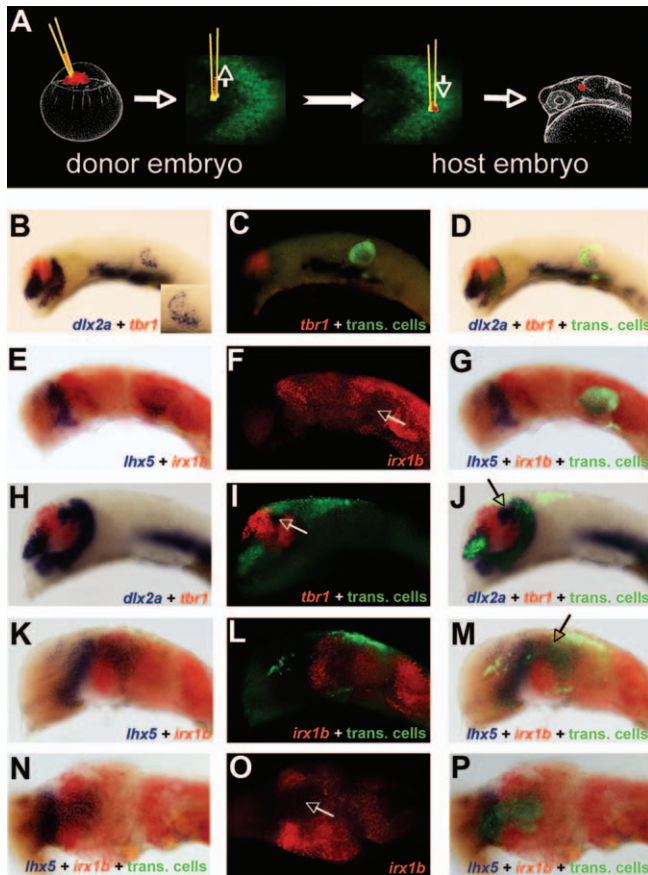 A
donor embryo host embryo
B
dlx2a + tbr1
C
tbr1 + trans. cells
D
dlx2a + tbr1 + trans. cells
E
lhx5 + irx1b
F
irx1b
G
lhx5 + irx1b + trans. cells
H
dlx2a + tbr1
I
tbr1 + trans. cells
J
dlx2a + tbr1 + trans. cells
K
lhx5 + irx1b
L
irx1b + trans. cells
M
lhx5 + irx1b + trans. cells
N
lhx5 + irx1b + trans. cells
O
irx1b
P
lhx5 + irx1b + trans. cells